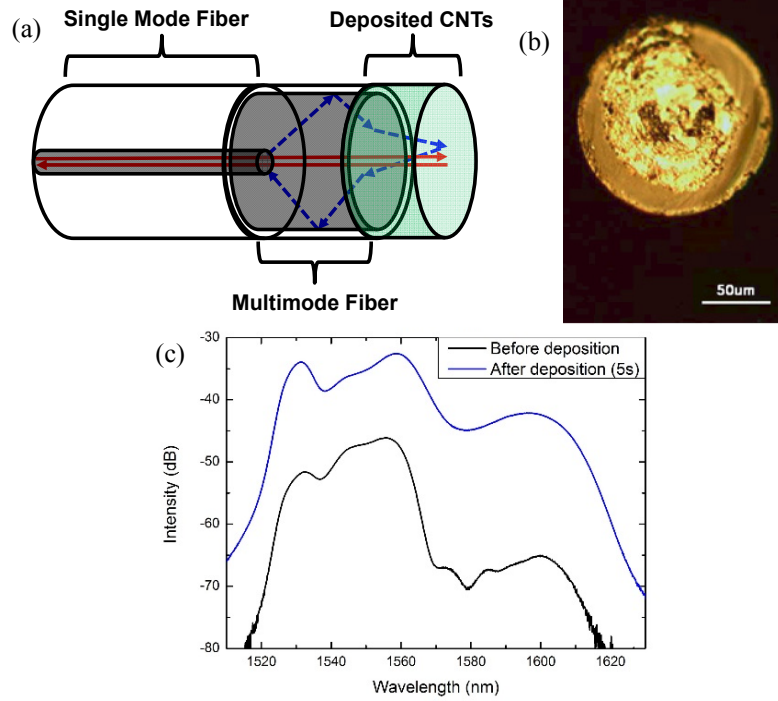 (a)
Single Mode Fiber
Deposited CNTs
Multimode Fiber
(b)
50um
(c)
Before deposition
After deposition (5s)
-30
-40
-50
-60
-70
-80
Intensity (dB)
1520
1540
1560
1580
1600
1620
Wavelength (nm)